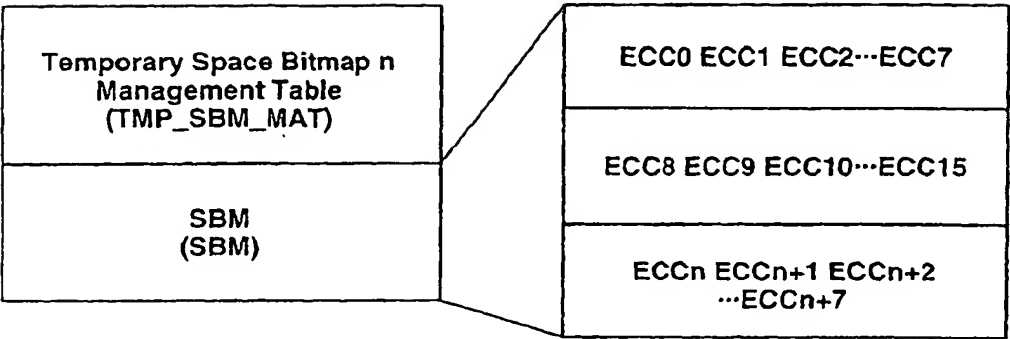 Temporary Space Bitmap n
Management Table
(TMP_SBM_MAT)
SBM
(SBM)
ECC0 ECC1 ECC2···ECC7
ECC8 ECC9 ECC10···ECC15
ECCn ECCn+1 ECCn+2
···ECCn+7